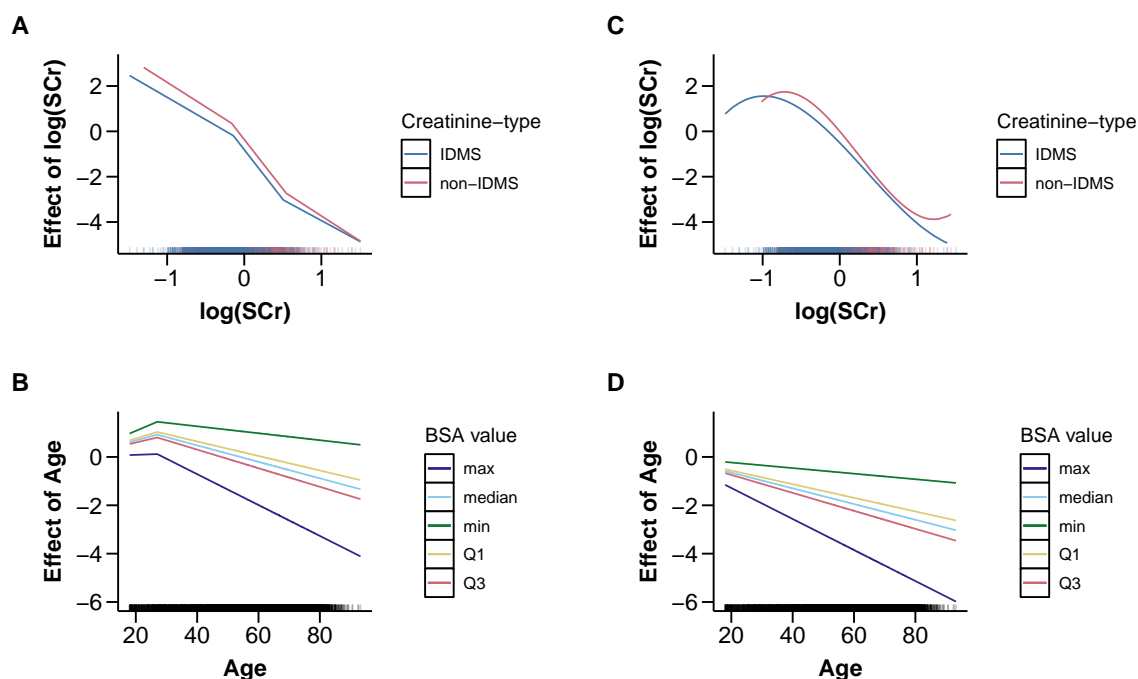 A
Effect of log(SCr)
2
0
−2
−4
−1
0
1
log(SCr)
Creatinine−type
IDMS
non−IDMS
C
Effect of log(SCr)
2
0
−2
−4
−1
0
1
log(SCr)
Creatinine−type
IDMS
non−IDMS
B
Effect of Age
0
−2
−4
−6
20
40
60
80
Age
BSA value
max
median
min
Q1
Q3
D
Effect of Age
0
−2
−4
−6
20
40
60
80
Age
BSA value
max
median
min
Q1
Q3